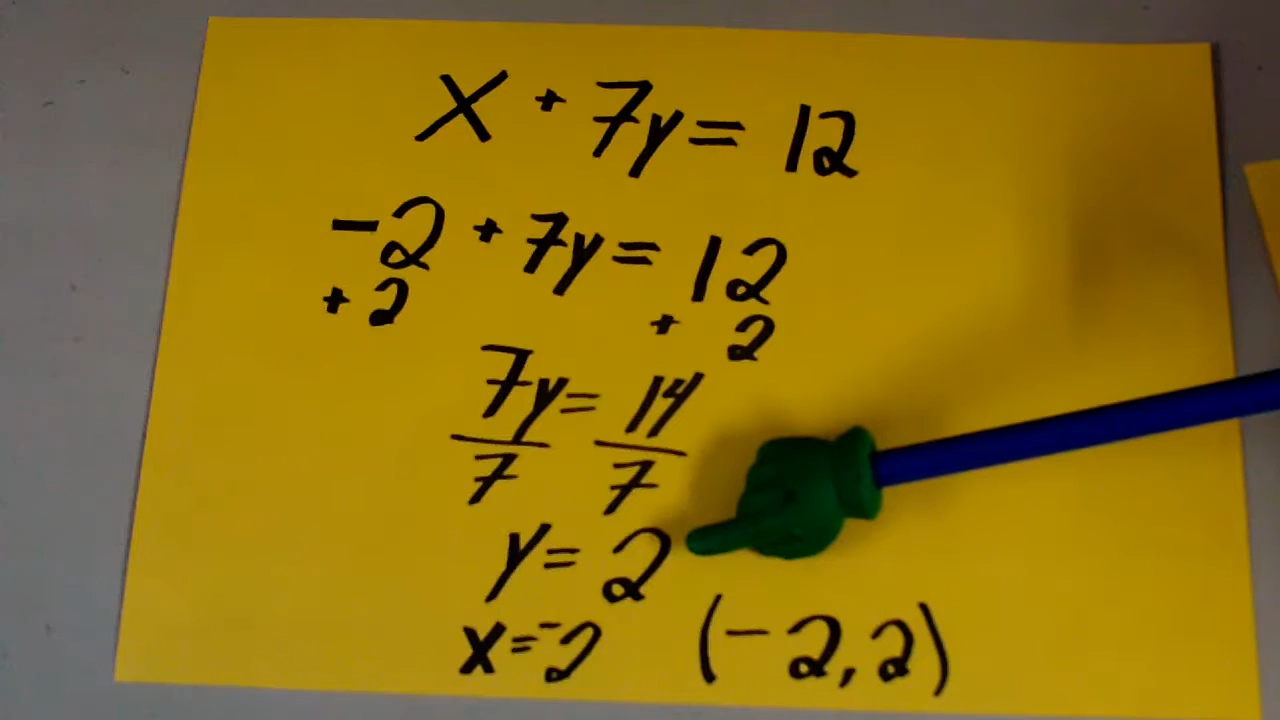 x + 7y = 12
-2 + 7y = 12
+ 2 + 2
7y = 14
7 7
y = 2
x = -2 (-2, 2)